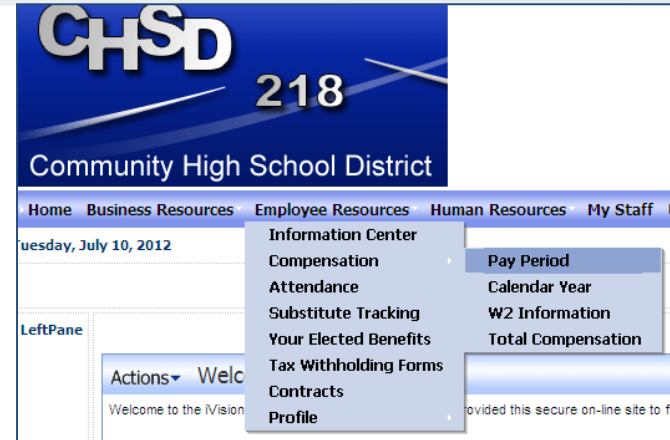 CHSD
218
Community High School District
Home Business Resources Employee Resources Human Resources My Staff
uesday, July 10, 2012
Information Center
Compensation Pay Period
Attendance Calendar Year
Substitute Tracking W2 Information
LeftPane Your Elected Benefits Total Compensation
Tax Withholding Forms
Actions Welc
Contracts
Welcome to the iVision ovided this secure on-line site to f
Profile